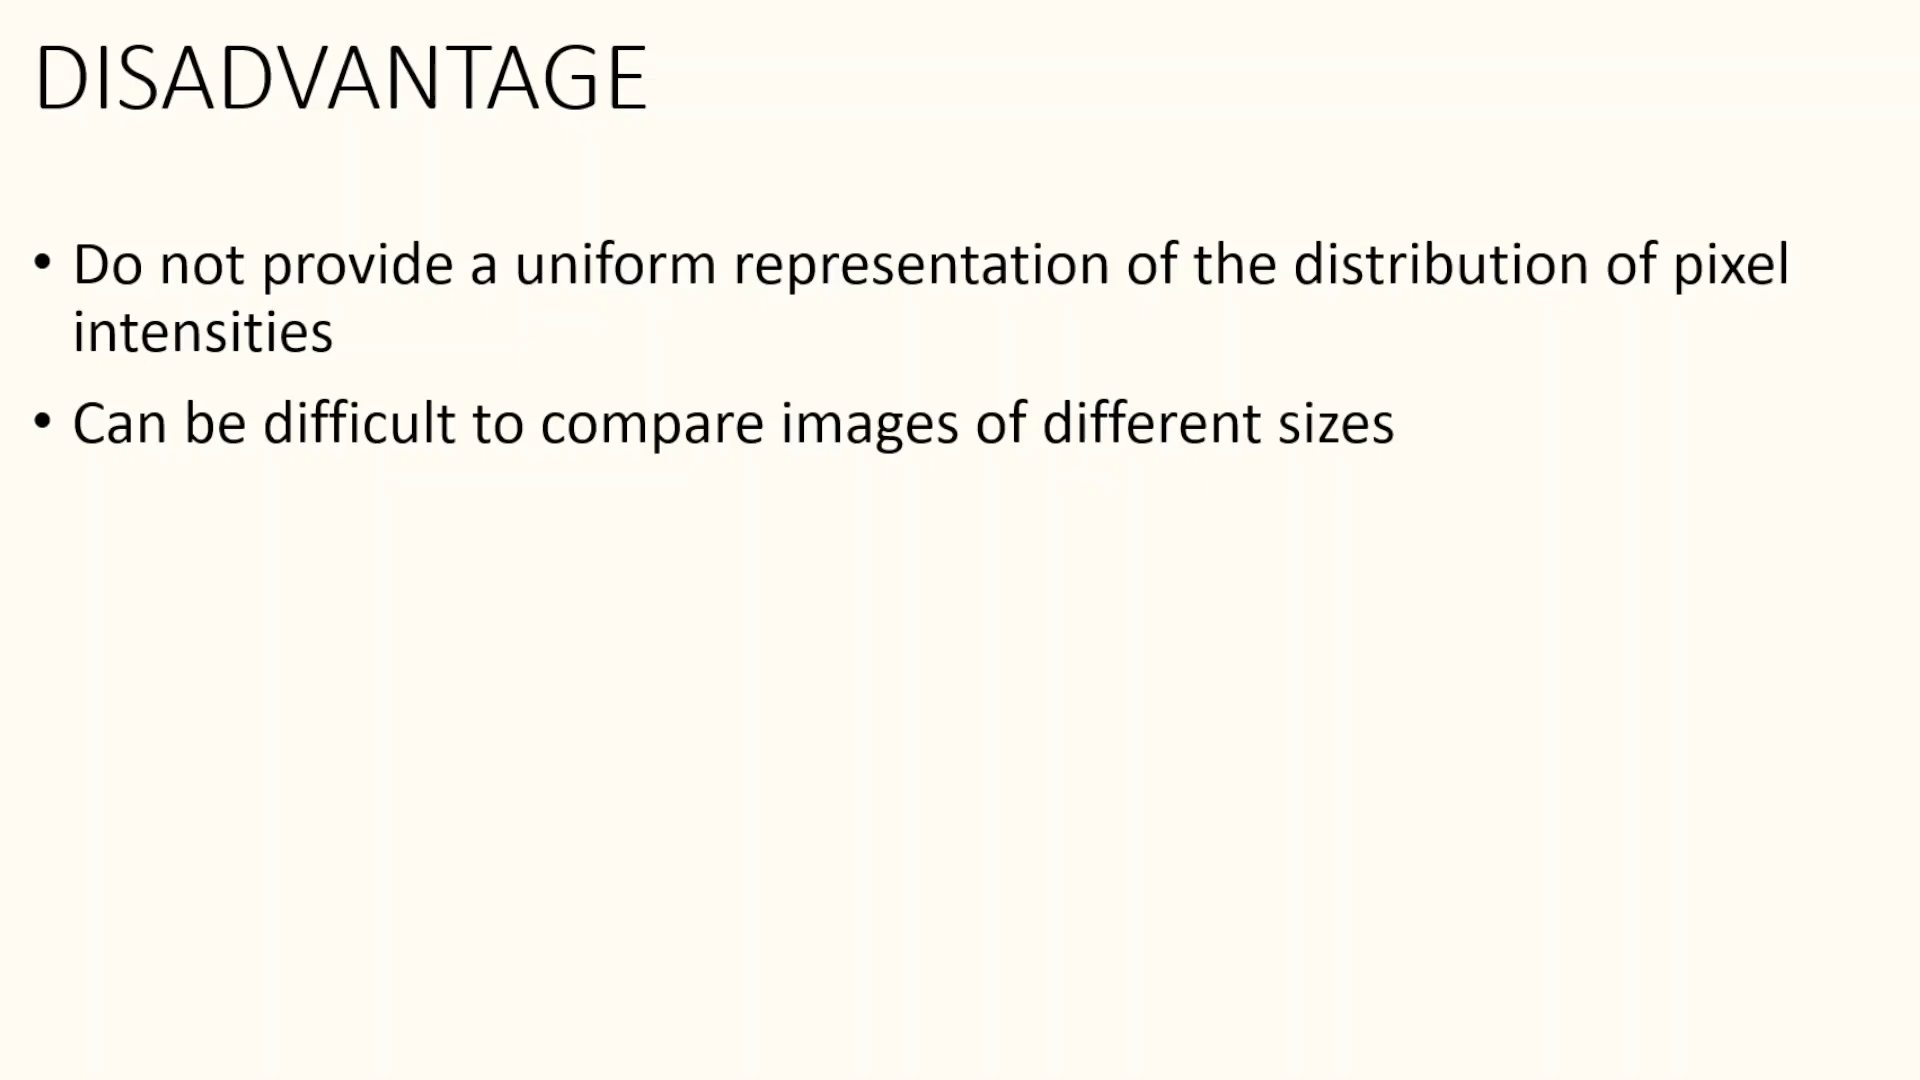 DISADVANTAGE
• Do not provide a uniform representation of the distribution of pixel
intensities
• Can be difficult to compare images of different sizes